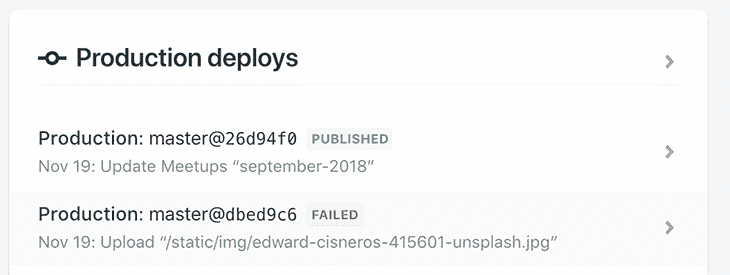 Production deploys
Production: master@26d94f0 PUBLISHED
Nov 19: Update Meetups “september-2018”
Production: master@dbed9c6 FAILED
Nov 19: Upload “/static/img/edward-cisneros-415601-unsplash.jpg”